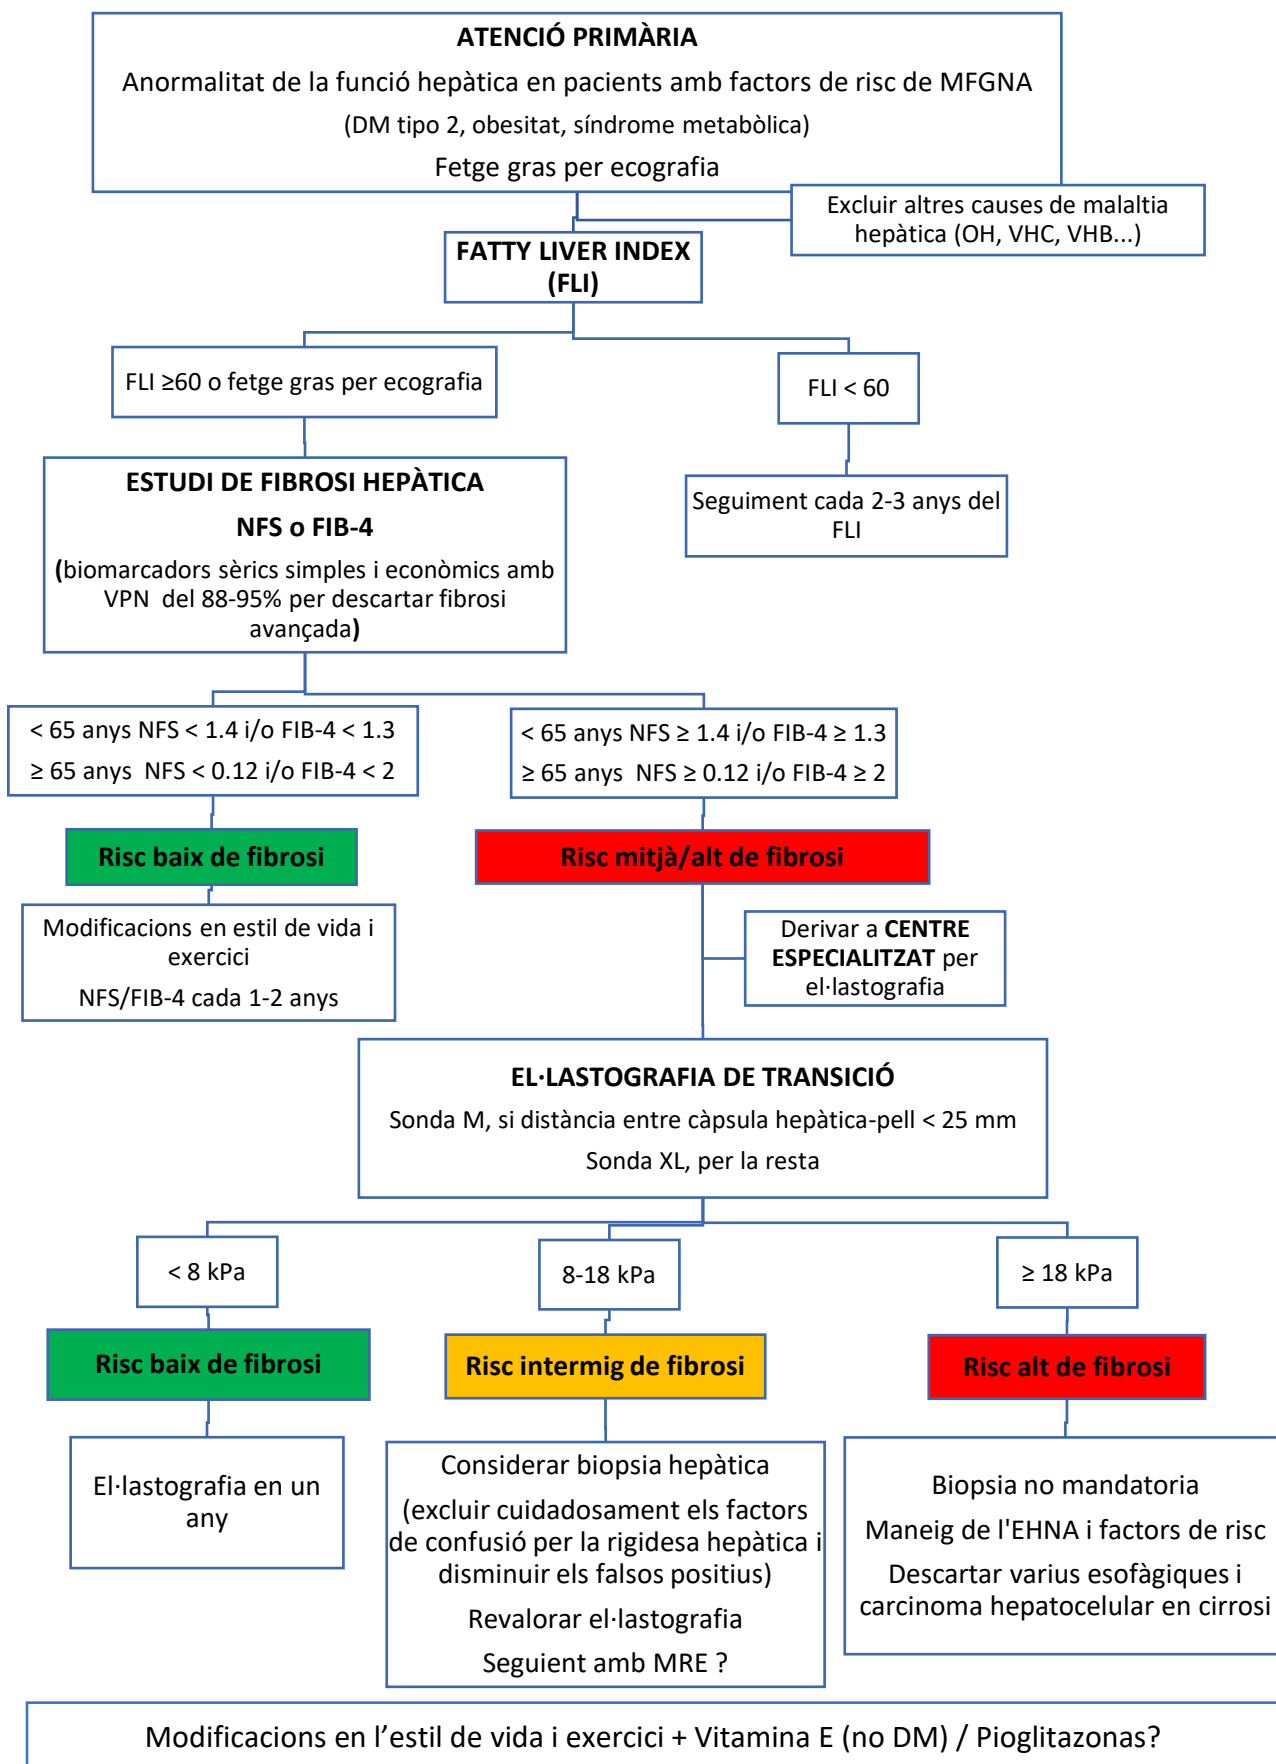 ATENCIÓ PRIMÀRIA
Anormalitat de la funció hepàtica en pacients amb factors de risc de MFGNA
(DM tipo 2, obesitat, síndrome metabòlica)
Fetge gras per ecografia
Excluir altres causes de malaltia
hepàtica (OH, VHC, VHB...)
FATTY LIVER INDEX
(FLI)
FLI ≥60 o fetge gras per ecografia
FLI < 60
ESTUDI DE FIBROSI HEPÀTICA
NFS o FIB-4
(biomarcadors sèrics simples i econòmics amb
VPN del 88-95% per descartar fibrosi
avançada)
Seguiment cada 2-3 anys del
FLI
< 65 anys NFS < 1.4 i/o FIB-4 < 1.3
≥ 65 anys NFS < 0.12 i/o FIB-4 < 2
< 65 anys NFS ≥ 1.4 i/o FIB-4 ≥ 1.3
≥ 65 anys NFS ≥ 0.12 i/o FIB-4 ≥ 2
Risc baix de fibrosi
Risc mitjà/alt de fibrosi
Modificacions en estil de vida i
exercici
NFS/FIB-4 cada 1-2 anys
Derivar a CENTRE
ESPECIALITZAT per
el·lastografia
EL·LASTOGRAFIA DE TRANSICIÓ
Sonda M, si distància entre càpsula hepàtica-pell < 25 mm
Sonda XL, per la resta
< 8 kPa
8-18 kPa
≥ 18 kPa
Risc baix de fibrosi
Risc intermig de fibrosi
Risc alt de fibrosi
El·lastografia en un
any
Considerar biopsia hepàtica
(excluir cuidadosament els factors
de confusió per la rigidesa hepàtica i
disminuir els falsos positius)
Revalorar el·lastografia
Seguient amb MRE ?
Biopsia no mandatoria
Maneig de l'EHNA i factors de risc
Descartar varius esofàgiques i
carcinoma hepatocelular en cirrosi
Modificacions en l’estil de vida i exercici + Vitamina E (no DM) / Pioglitazonas?